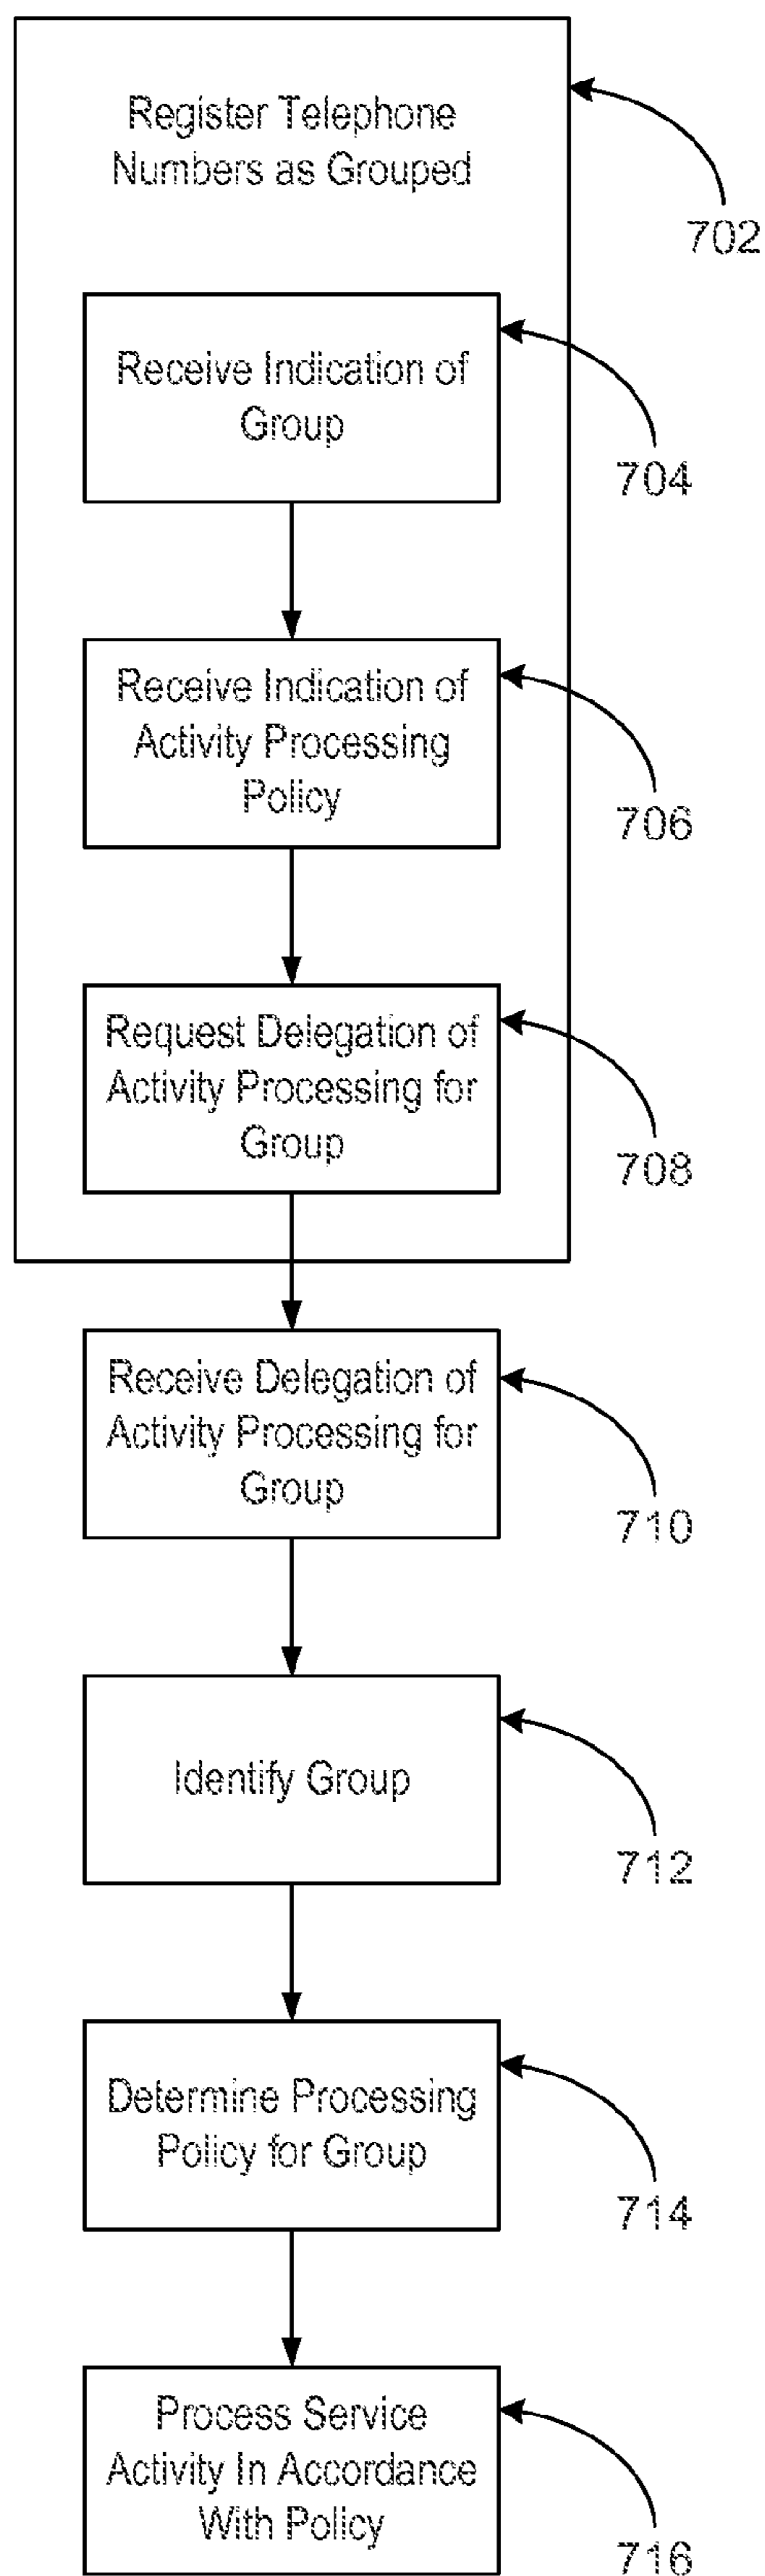 Register Telephone
Numbers as Grouped
702
Receive Indication of
Group
704
Receive Indication of
Activity Processing
Policy
706
Request Delegation of
Activity Processing for
Group
708
Receive Delegation of
Activity Processing for
Group
710
Identify Group
712
Determine Processing
Policy for Group
714
Process Service
Activity In Accordance
With Policy
716